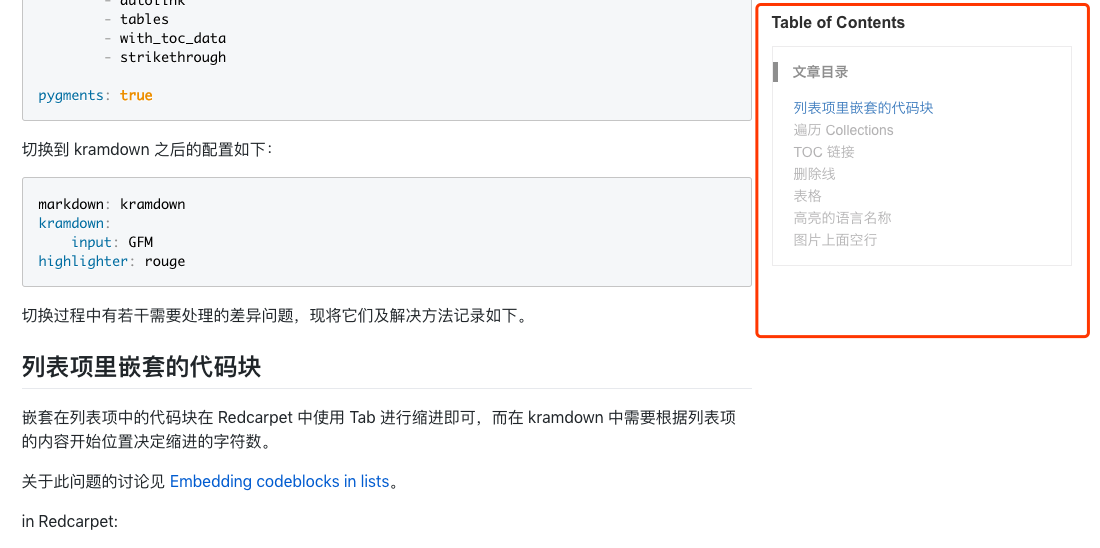 - autolink
- tables
- with_toc_data
- strikethrough
pygments: true
切换到 kramdown 之后的配置如下：
markdown: kramdown
kramdown:
input: GFM
highlighter: rouge
切换过程中有若干需要处理的差异问题，现将它们及解决方法记录如下。
列表项里嵌套的代码块
嵌套在列表项中的代码块在 Redcarpet 中使用 Tab 进行缩进即可，而在 kramdown 中需要根据列表项
的内容开始位置决定缩进的字符数。
关于此问题的讨论见 Embedding codeblocks in lists。
in Redcarpet:
Table of Contents
文章目录
列表项里嵌套的代码块
遍历 Collections
TOC 链接
删除线
表格
高亮的语言名称
图片上面空行